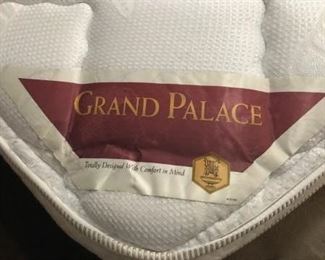 GRAND PALACE
Totally Designed With Comfort in Mind